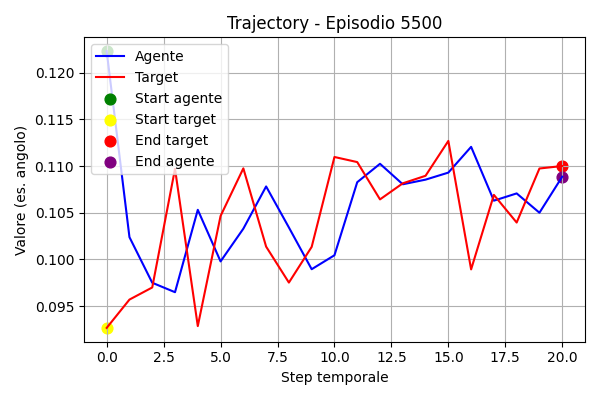 Trajectory - Episodio 5500
Agente
Target
Start agente
Start target
End target
End agente
Valore (es. angolo)
0.120
0.115
0.110
0.105
0.100
0.095
0.0
2.5
5.0
7.5
10.0
12.5
15.0
17.5
20.0
Step temporale